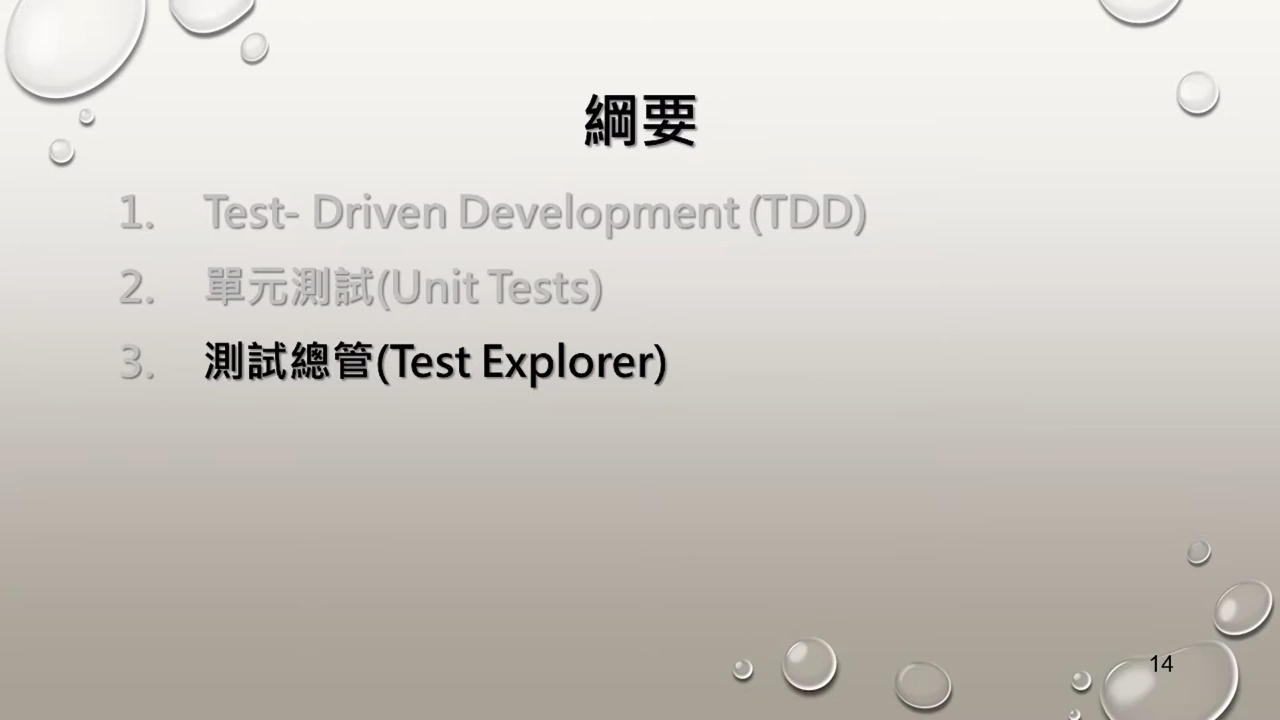 綱要
1. Test- Driven Development (TDD)
2. 單元測試(Unit Tests)
3. 測試總管(Test Explorer)
14